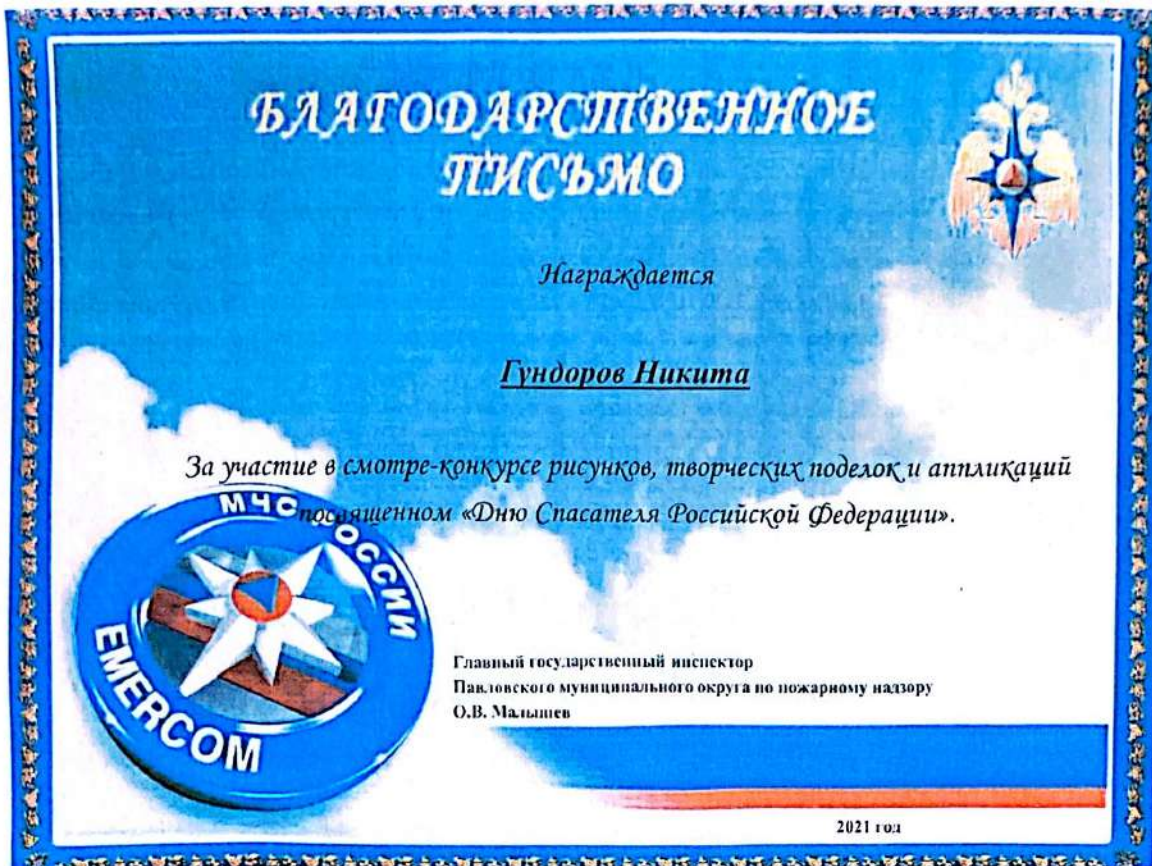 БЛАГОДАРСТВЕННОЕ
ПИСЬМО
Награждается
Гундоров Никита
За участие в смотре-конкурсе рисунков, творческих поделок и аппликаций
посвященном «Дню Спасателя Российской Федерации».
МЧС РОССИИ
EMERCOM
Главный государственный инспектор
Павловского муниципального округа по пожарному надзору
О.В. Малышев
2021 год